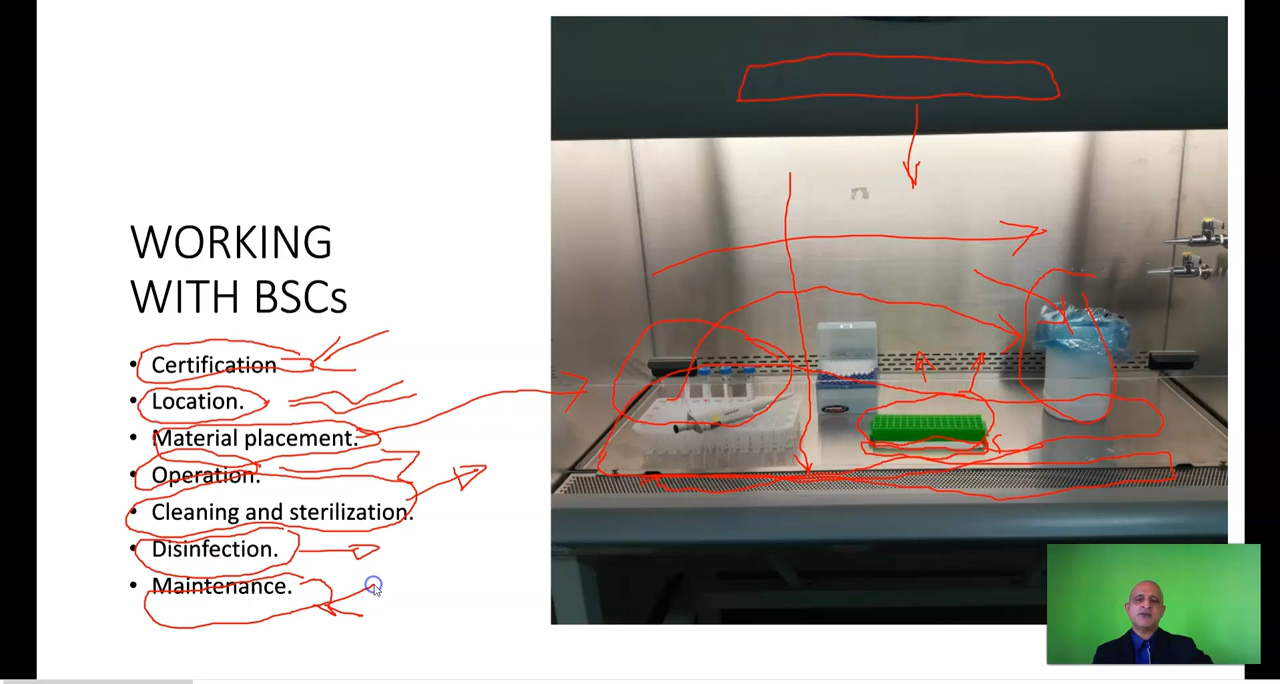 WORKING
WITH BSCs
• Certification
• Location.
• Material placement.
• Operation.
• Cleaning and sterilization.
• Disinfection.
• Maintenance.